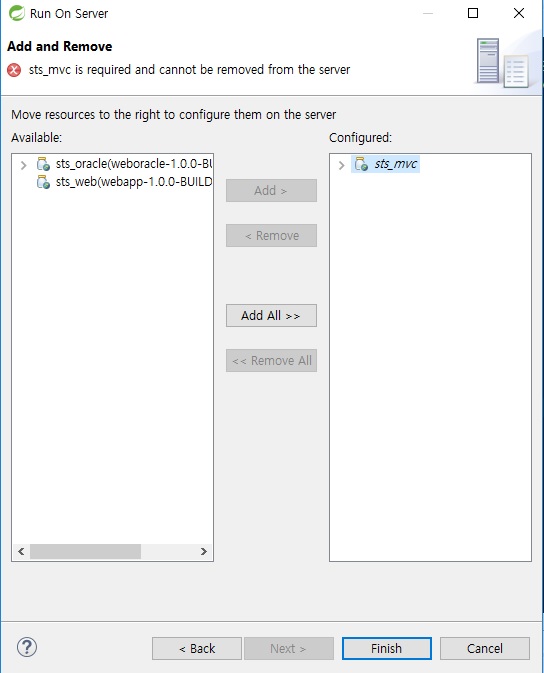 Run On Server
Add and Remove
sts_mvc is required and cannot be removed from the server
Move resources to the right to configure them on the server
Available:
Configured:
sts_oracle(weboracle-1.0.0-BU
sts_web(webapp-1.0.0-BUILD
sts_mvc
Add >
< Remove
Add All >>
<< Remove All
< Back
Next >
Finish
Cancel